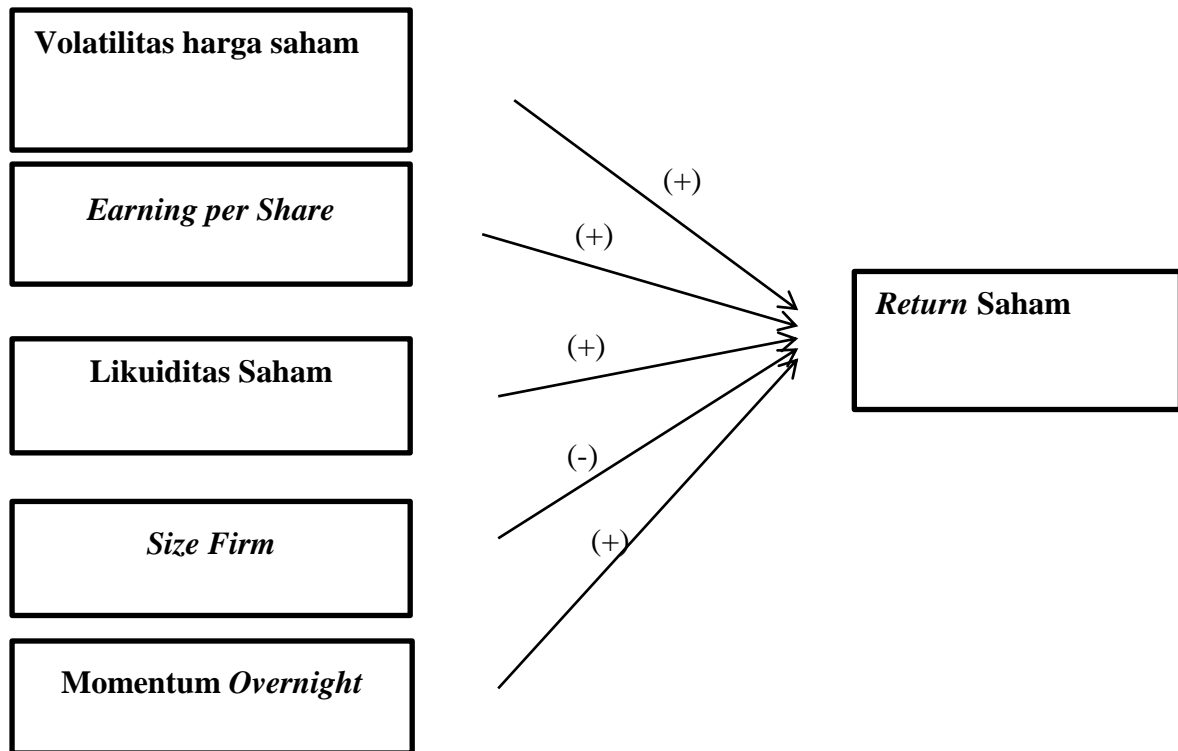 Volatilitas harga saham
(+)
Earning per Share
(+)
Return Saham
(+)
Likuiditas Saham
(-)
Size Firm
(+)
Momentum Overnight